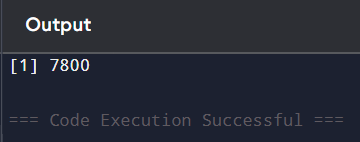 Output
[1] 7800
=== Code Execution Successful ===